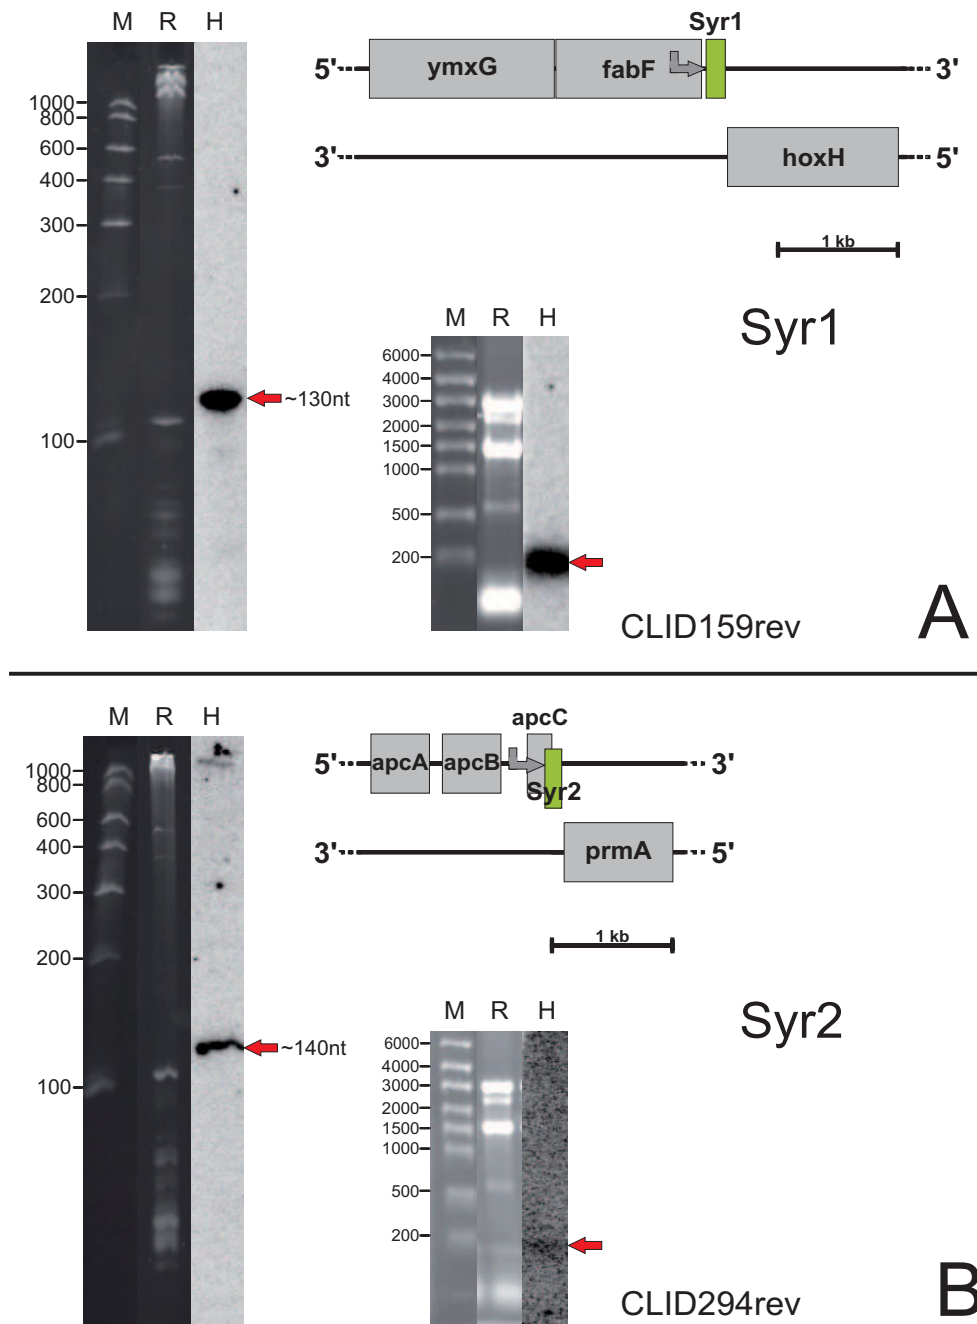 M R H
Syr1
5' ymxG fabF 3'
1000
800
600
400
300
200
100
3' hoxH 5'
1 kb
Syr1
~130nt
M R H
6000
4000
3000
2000
1500
1000
500
200
CLID159rev
A
M R H
apcC
5' apcA apcB 3'
Syr2
1000
800
600
400
300
200
100
3' prmA 5'
1 kb
Syr2
~140nt
M R H
6000
4000
3000
2000
1500
1000
500
200
CLID294rev
B